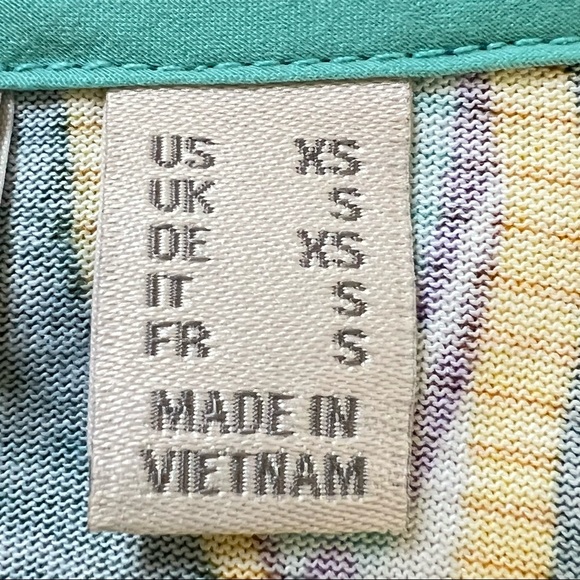 US XS
UK S
DE XS
IT S
FR S
MADE IN
VIETNAM